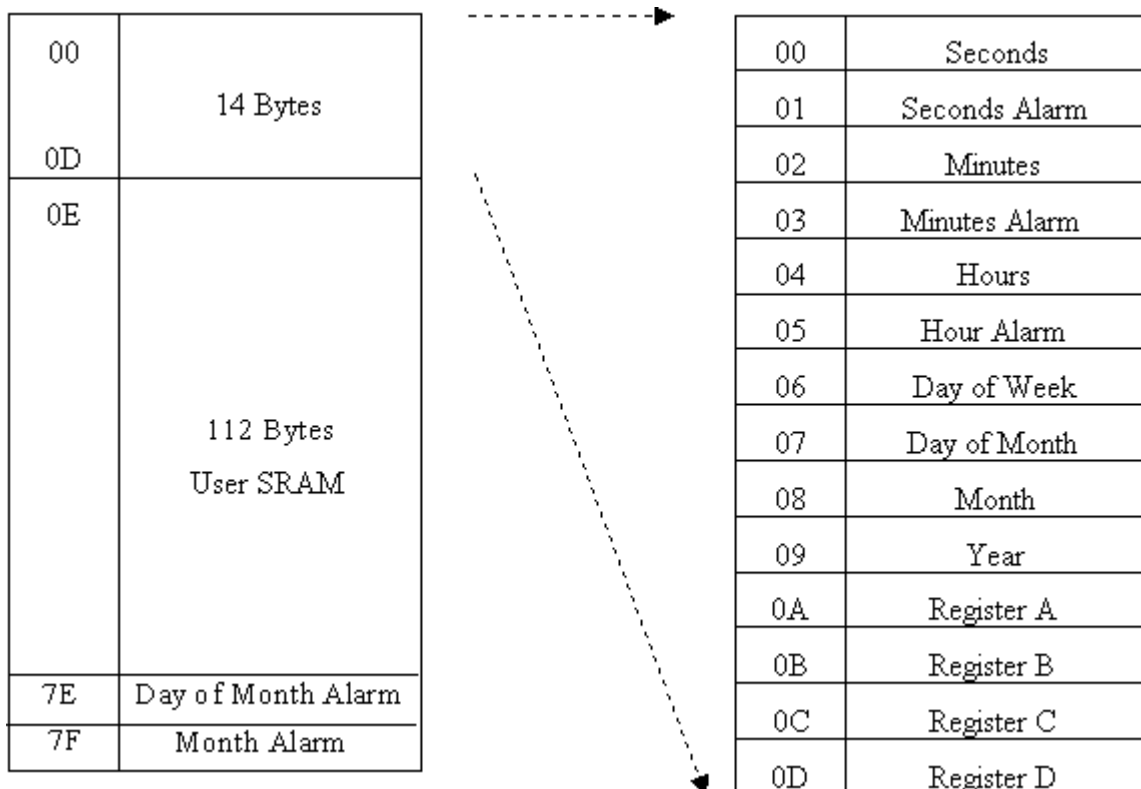 00
14 Bytes
0D
0E
112 Bytes
User SRAM
7E Day of Month Alarm
7F Month Alarm
00 Seconds
01 Seconds Alarm
02 Minutes
03 Minutes Alarm
04 Hours
05 Hour Alarm
06 Day of Week
07 Day of Month
08 Month
09 Year
0A Register A
0B Register B
0C Register C
0D Register D